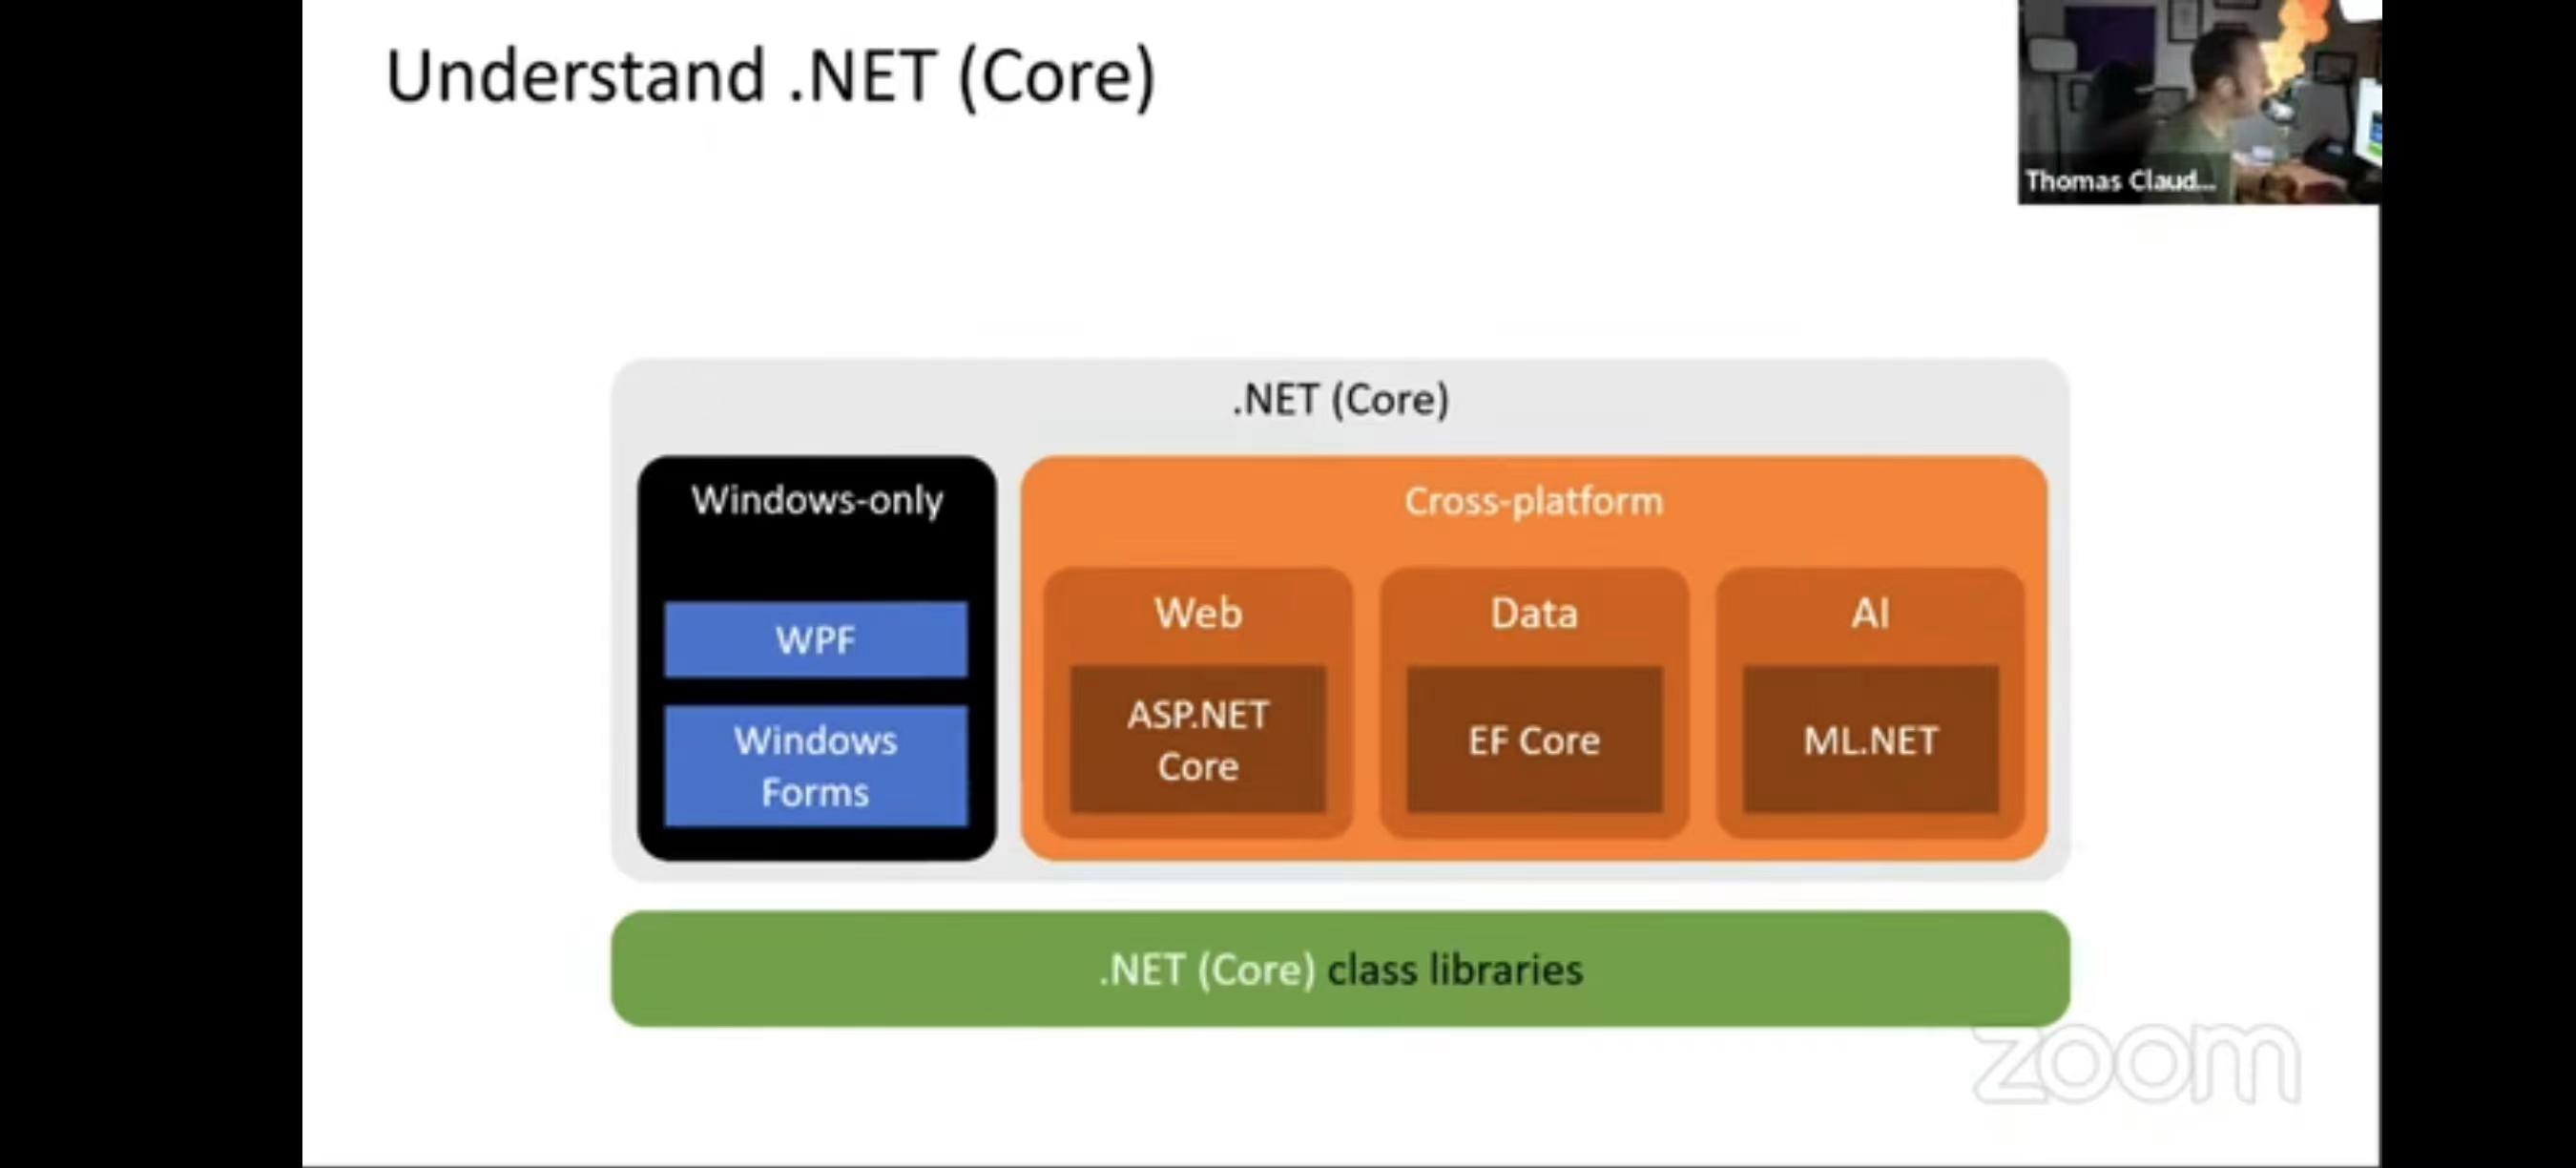 Understand .NET (Core)
Thomas Claud...
.NET (Core)
Windows-only
WPF
Windows
Forms
Cross-platform
Web
ASP.NET
Core
Data
EF Core
AI
ML.NET
.NET (Core) class libraries
zoom